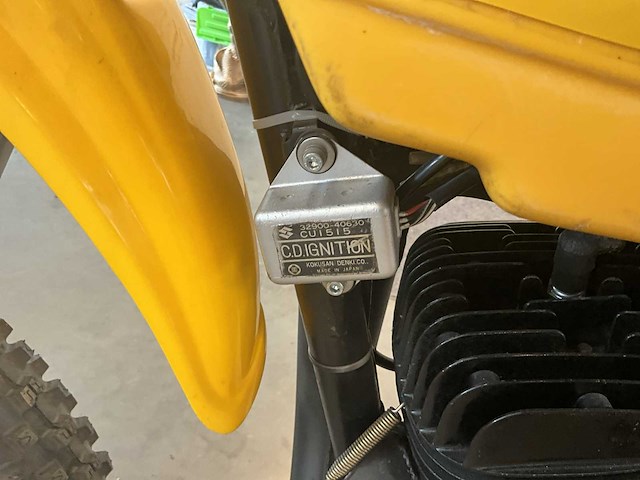 32900-40630
CU1515
C.D.IGNITION
KOKUSAN DENKI.CO.,
MADE IN JAPAN